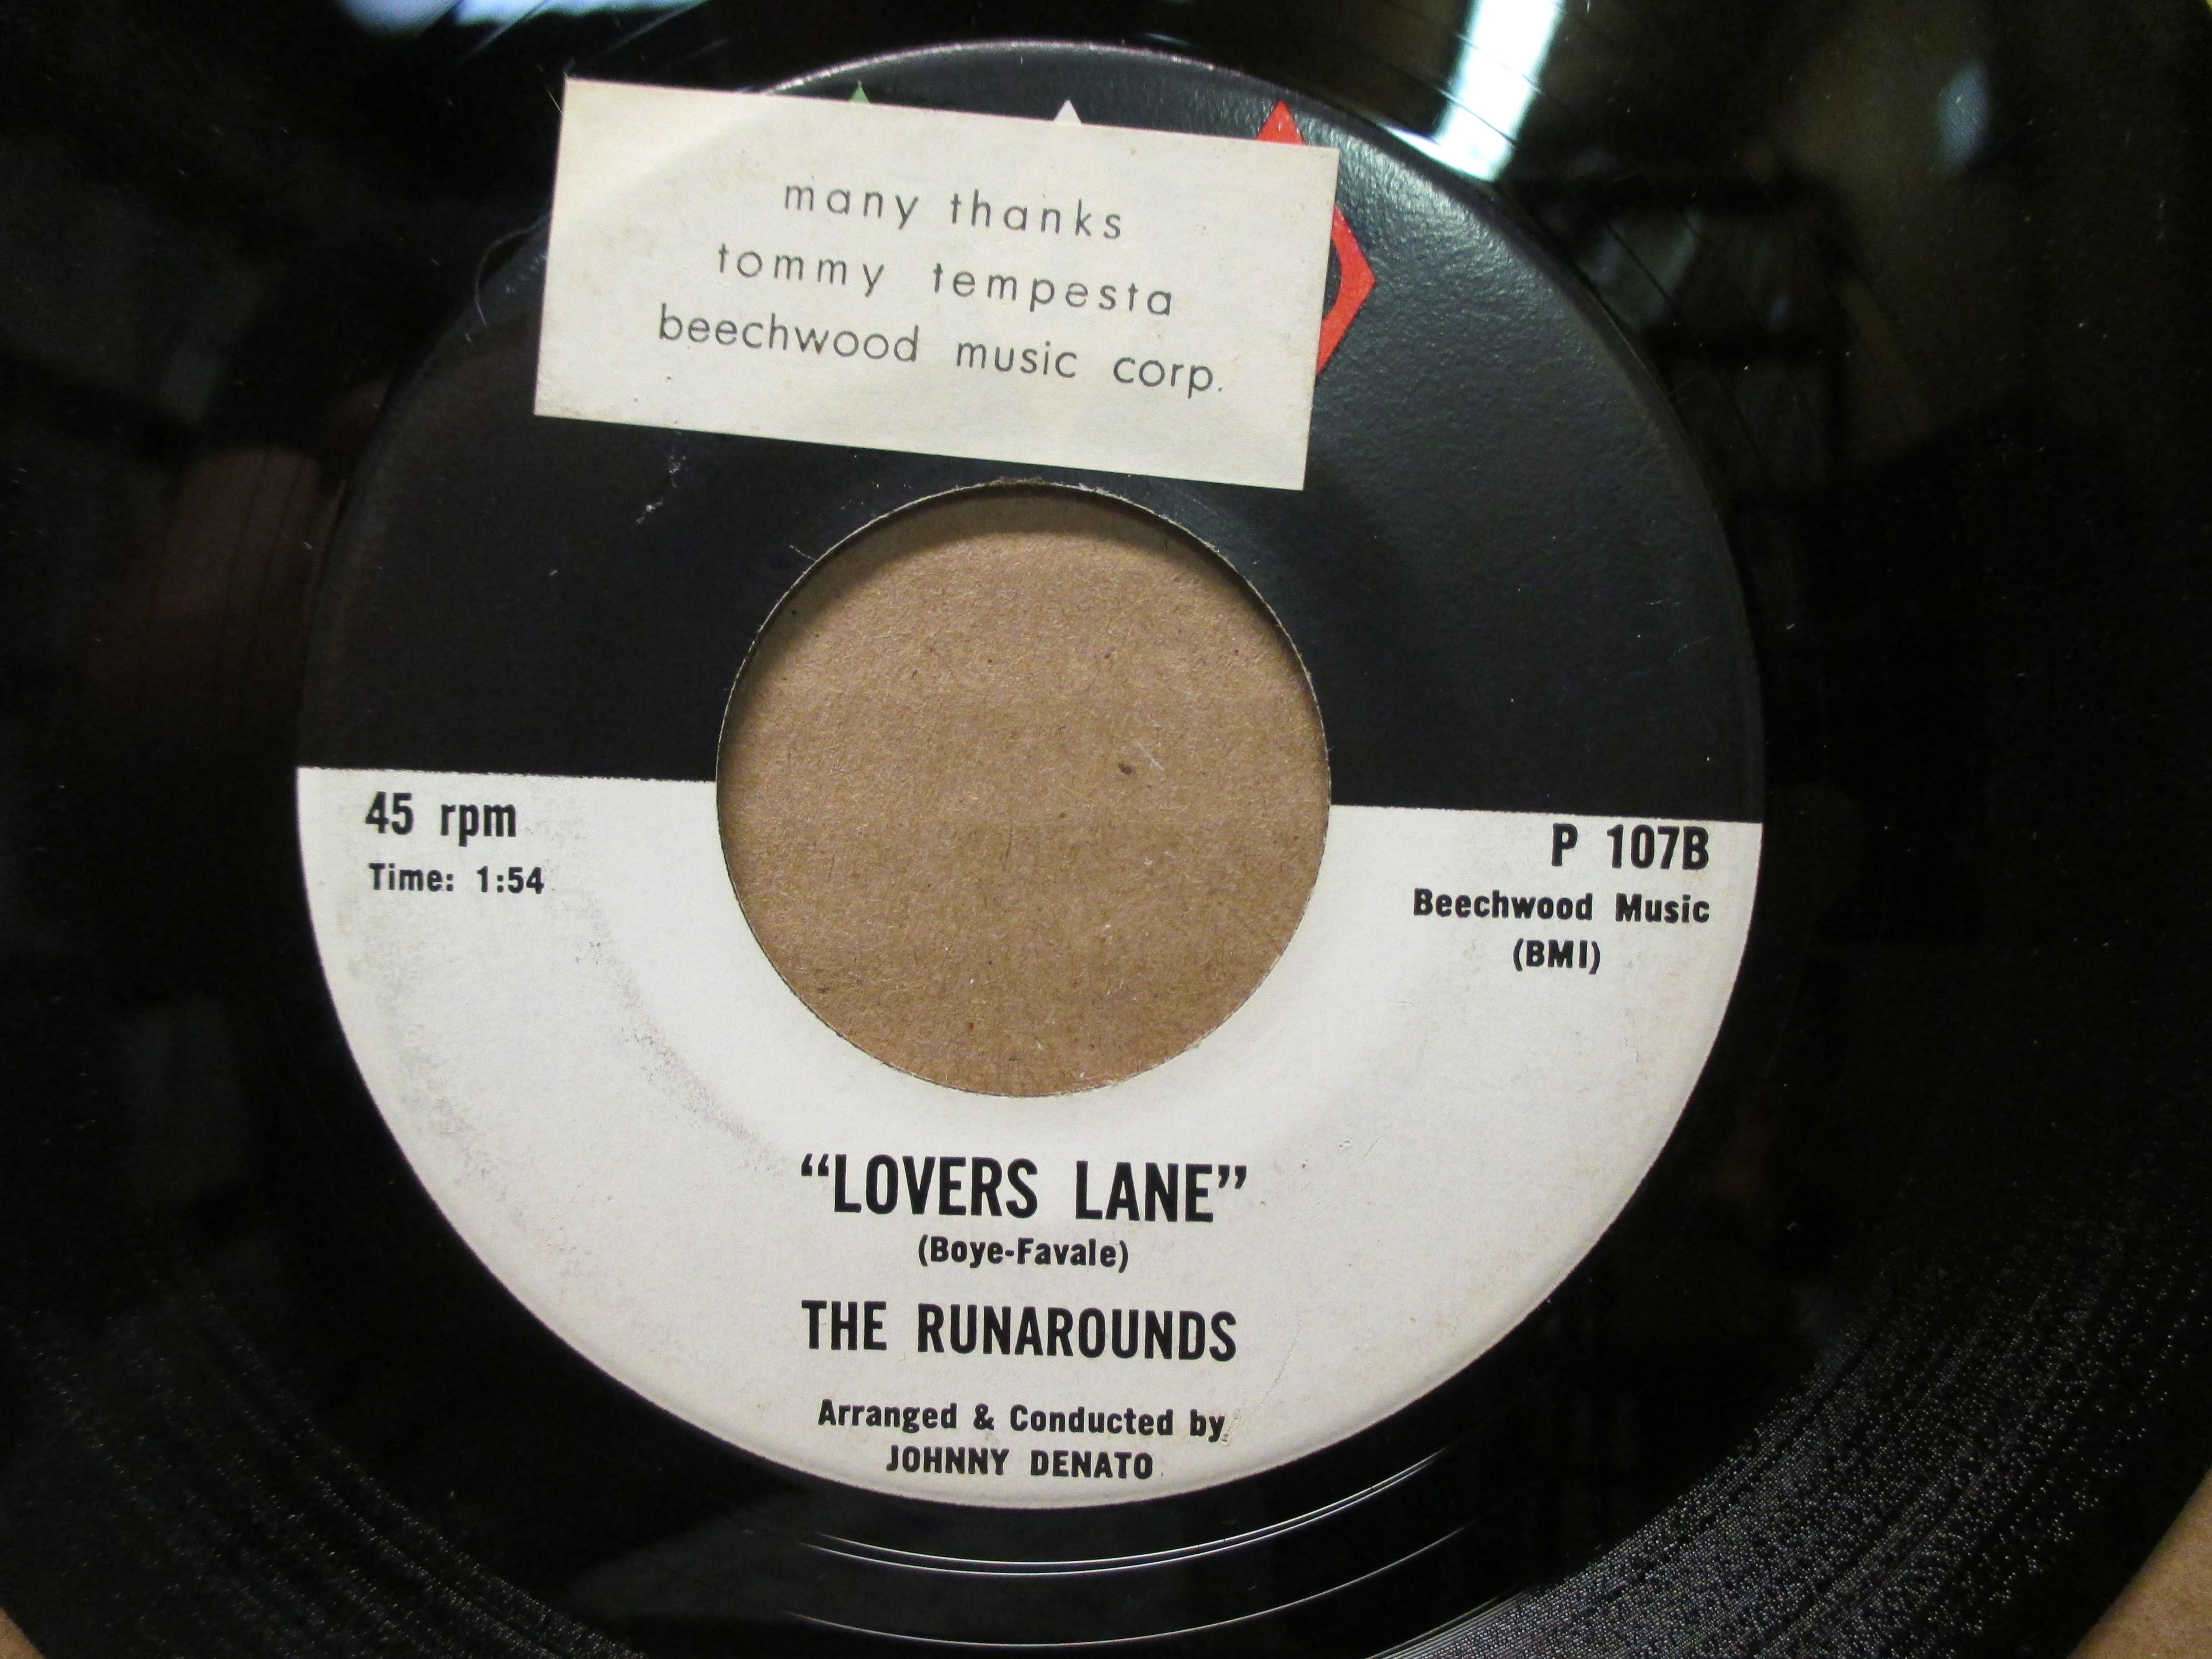 many thanks
tommy tempesta
beechwood music corp.
45 rpm
Time: 1:54
P 107B
Beechwood Music
(BMI)
“LOVERS LANE”
(Boye-Favale)
THE RUNAROUNDS
Arranged & Conducted by
JOHNNY DENATO